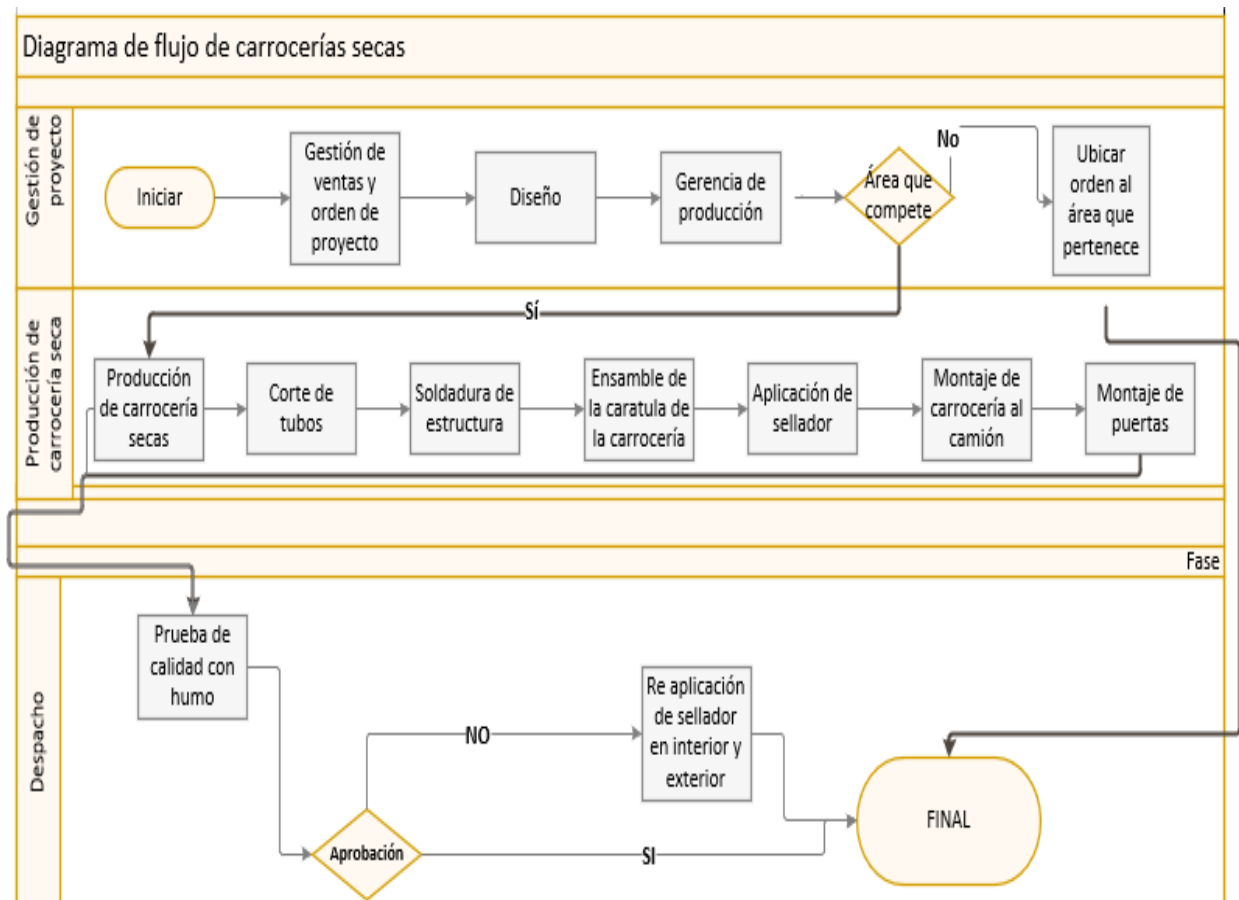 Diagrama de flujo de carrocerías secas
Gestión de
proyecto
Iniciar
Gestión de
ventas y
orden de
proyecto
Diseño
Gerencia de
producción
Área que
compete
No
Ubicar
orden al
área que
pertenece
Sí
Producción de
carrocería seca
Producción
de carrocería
secas
Corte de
tubos
Soldadura de
estructura
Ensamble de
la caratula de
la carrocería
Aplicación de
sellador
Montaje de
carrocería al
camión
Montaje de
puertas
Fase
Despacho
Prueba de
calidad con
humo
Aprobación
NO
Re aplicación
de sellador
en interior y
exterior
SI
FINAL